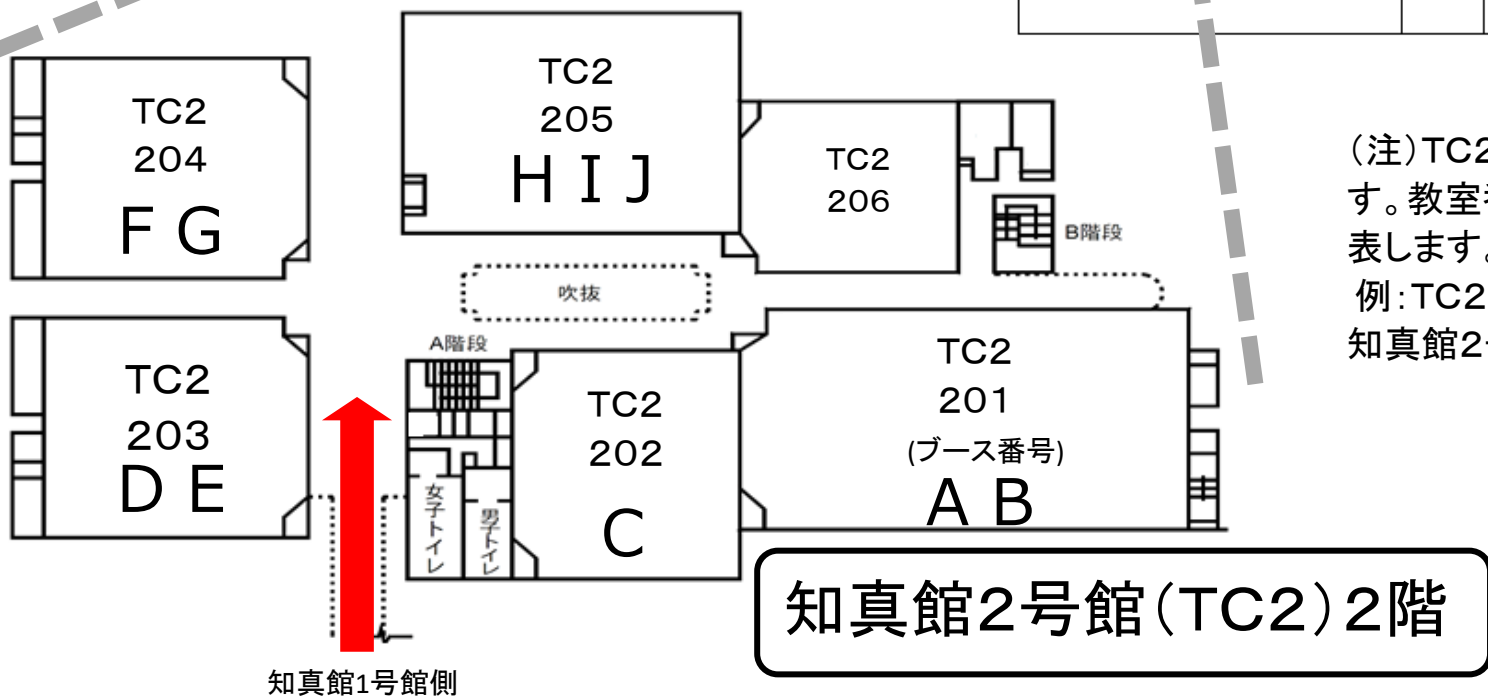 TC2
204
F G
TC2
205
H I J
TC2
206
B階段
吹抜
A階段
TC2
203
D E
女子トイレ
男子トイレ
TC2
202
C
TC2
201
(ブース番号)
A B
知真館2号館(TC2)2階
知真館1号館側
(注)TC2
す。教室
表します。
例:TC2
知真館2